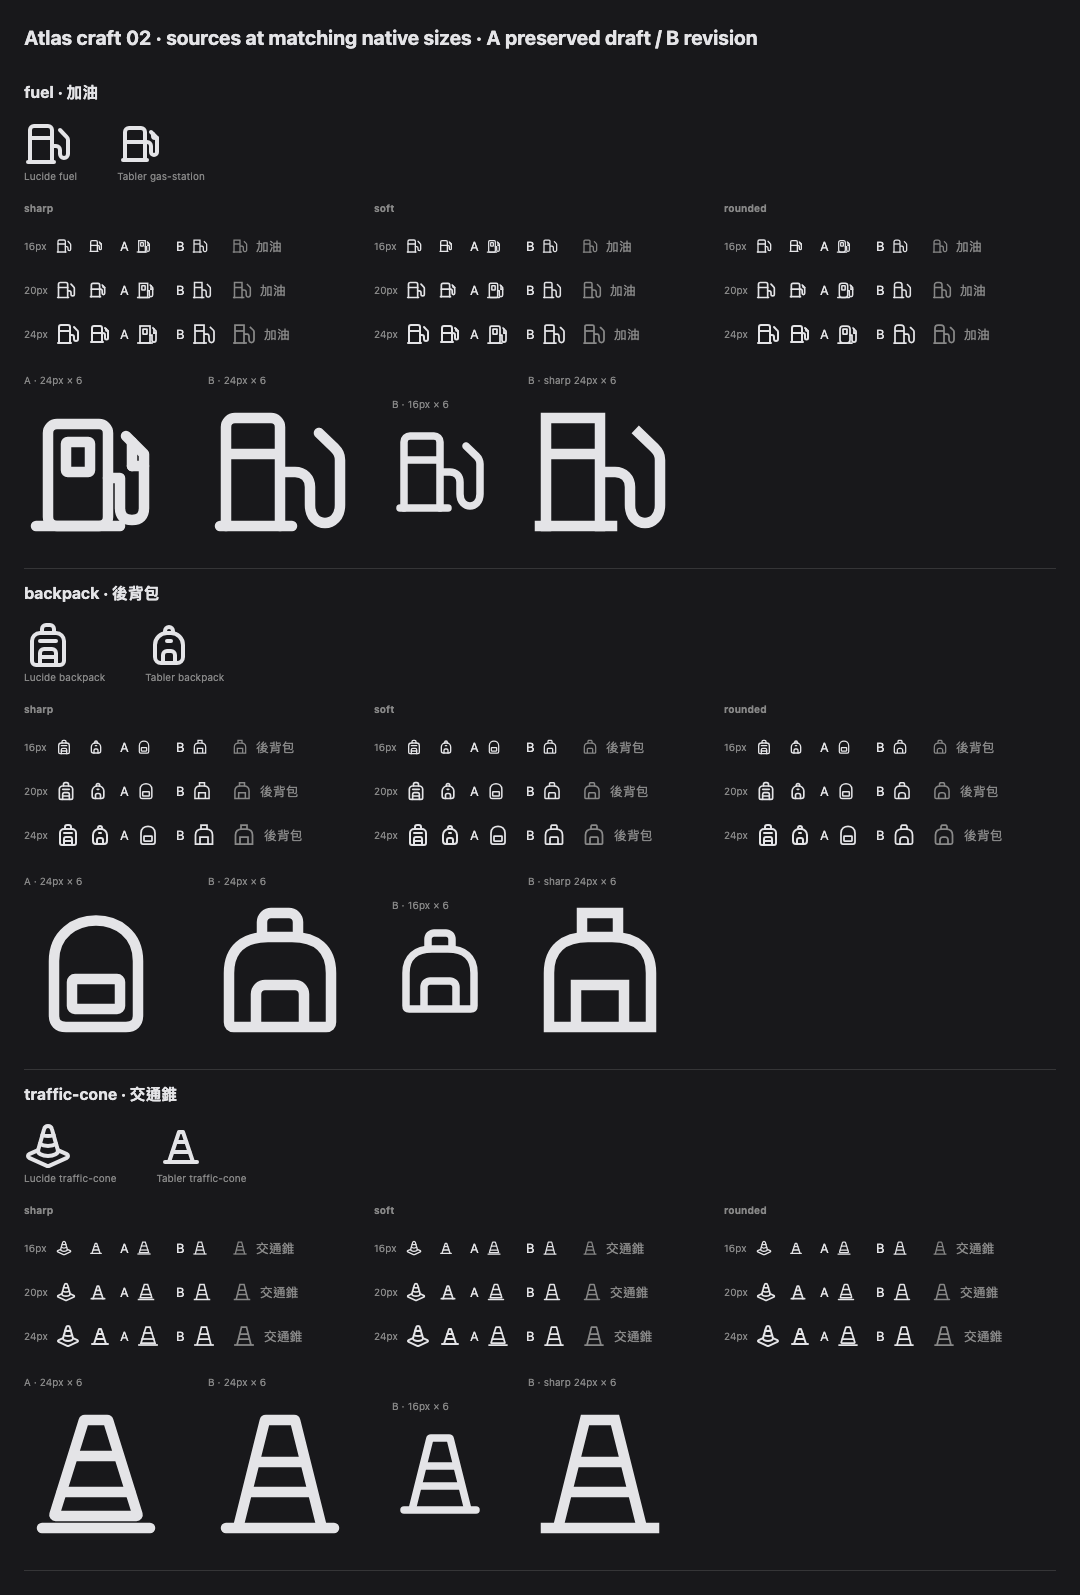 Atlas craft 02 · sources at matching native sizes · A preserved draft / B revision
fuel · 加油
Lucide fuel
Tabler gas-station
sharp
soft
rounded
16px A B 加油
16px A B 加油
16px A B 加油
20px A B 加油
20px A B 加油
20px A B 加油
24px A B 加油
24px A B 加油
24px A B 加油
A · 24px × 6
B · 24px × 6
B · 16px × 6
B · sharp 24px × 6
backpack · 後背包
Lucide backpack
Tabler backpack
sharp
soft
rounded
16px A B 後背包
16px A B 後背包
16px A B 後背包
20px A B 後背包
20px A B 後背包
20px A B 後背包
24px A B 後背包
24px A B 後背包
24px A B 後背包
A · 24px × 6
B · 24px × 6
B · 16px × 6
B · sharp 24px × 6
traffic-cone · 交通錐
Lucide traffic-cone
Tabler traffic-cone
sharp
soft
rounded
16px A B 交通錐
16px A B 交通錐
16px A B 交通錐
20px A B 交通錐
20px A B 交通錐
20px A B 交通錐
24px A B 交通錐
24px A B 交通錐
24px A B 交通錐
A · 24px × 6
B · 24px × 6
B · 16px × 6
B · sharp 24px × 6